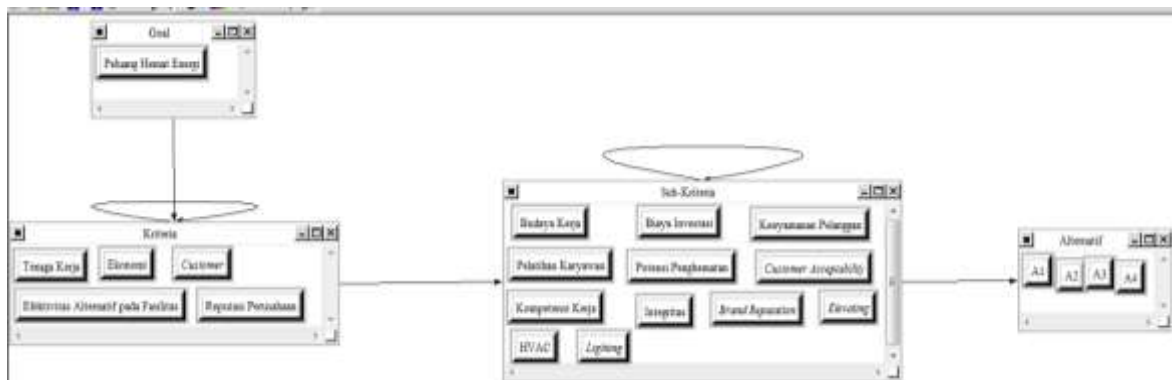 Goal
Peluang Hemat Energi
Kriteria
Tenaga Kerja
Ekonomi
Customer
Efektivitas Alternatif pada Fasilitas
Reputasi Perusahaan
Sub-Kriteria
Budaya Kerja
Biaya Investasi
Kenyamanan Pelanggan
Pelatihan Karyawan
Potensi Penghematan
Customer Acceptability
Kompetensi Kerja
Integritas
Brand Reputation
Elevating
HVAC
Lighting
Alternatif
A1
A2
A3
A4